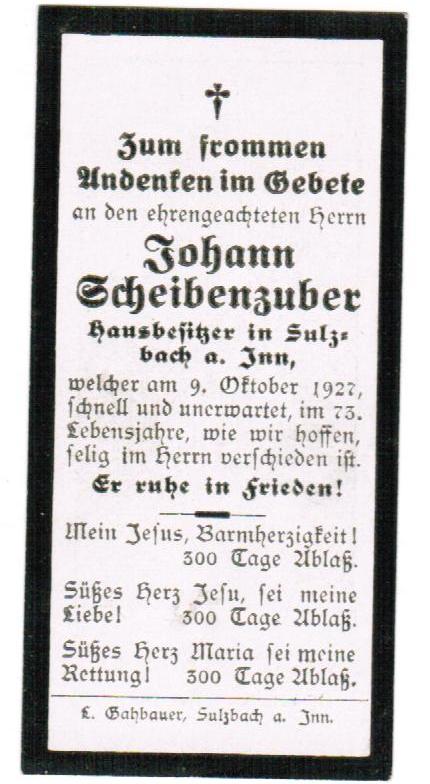 Zum frommen
Andenken im Gebete
an den ehrengeachteten Herrn
Johann
Scheibenzuber
Hausbesitzer in Sulz-
bach a. Inn,
welcher am 9. Oktober 1927,
schnell und unerwartet, im 73.
Lebensjahre, wie wir hoffen,
selig im Herrn verschieden ist.
Er ruhe in Frieden!
Mein Jesus, Barmherzigkeit!
300 Tage Ablaß.
Süßes Herz Jesu, sei meine
Liebe! 300 Tage Ablaß.
Süßes Herz Maria sei meine
Rettung! 300 Tage Ablaß.
L. Gahbauer, Sulzbach a. Inn.